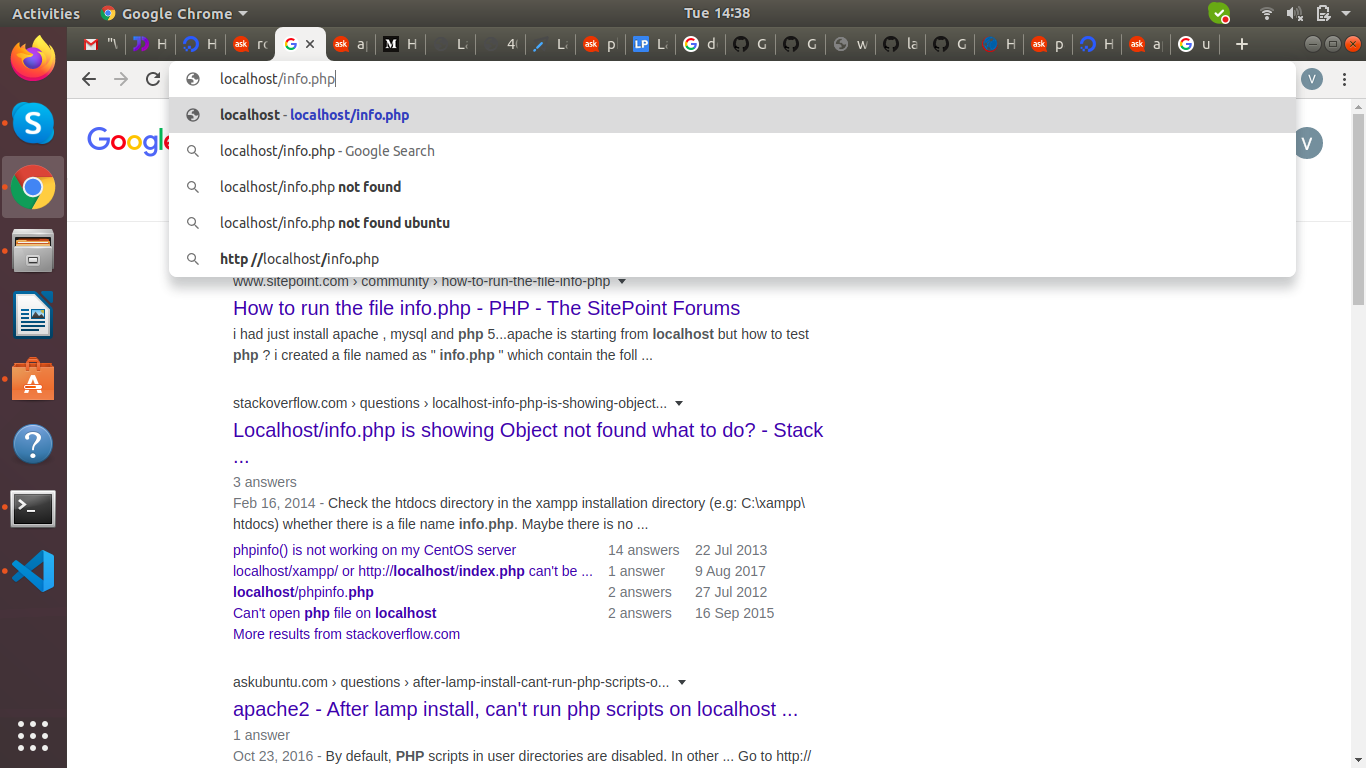 Activities Google Chrome Tue 14:38
"\ H H ro ap H La 40 La p La d G G w la G H p H a u
localhost/info.php
V
localhost - localhost/info.php
localhost/info.php - Google Search
localhost/info.php not found
localhost/info.php not found ubuntu
http //localhost/info.php
Google
V
www.sitepoint.com › community › how-to-run-the-file-info-php
How to run the file info.php - PHP - The SitePoint Forums
i had just install apache , mysql and php 5...apache is starting from localhost but how to test
php ? i created a file named as " info.php " which contain the foll ...
stackoverflow.com › questions › localhost-info-php-is-showing-object...
Localhost/info.php is showing Object not found what to do? - Stack
...
3 answers
Feb 16, 2014 - Check the htdocs directory in the xampp installation directory (e.g: C:\xampp\
htdocs) whether there is a file name info.php. Maybe there is no ...
phpinfo() is not working on my CentOS server 14 answers 22 Jul 2013
localhost/xampp/ or http://localhost/index.php can't be ... 1 answer 9 Aug 2017
localhost/phpinfo.php 2 answers 27 Jul 2012
Can't open php file on localhost 2 answers 16 Sep 2015
More results from stackoverflow.com
askubuntu.com › questions › after-lamp-install-cant-run-php-scripts-o...
apache2 - After lamp install, can't run php scripts on localhost ...
1 answer
Oct 23, 2016 - By default, PHP scripts in user directories are disabled. In other ... Go to http://